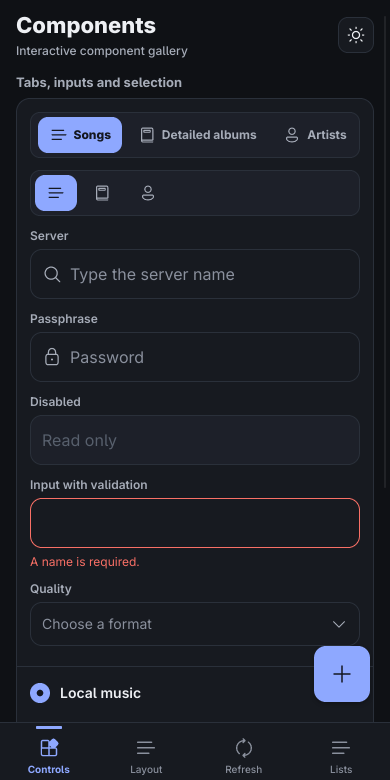 Components
Interactive component gallery
Tabs, inputs and selection
Songs
Detailed albums
Artists
Server
Type the server name
Passphrase
Password
Disabled
Read only
Input with validation
A name is required.
Quality
Choose a format
Local music
Controls
Layout
Refresh
Lists